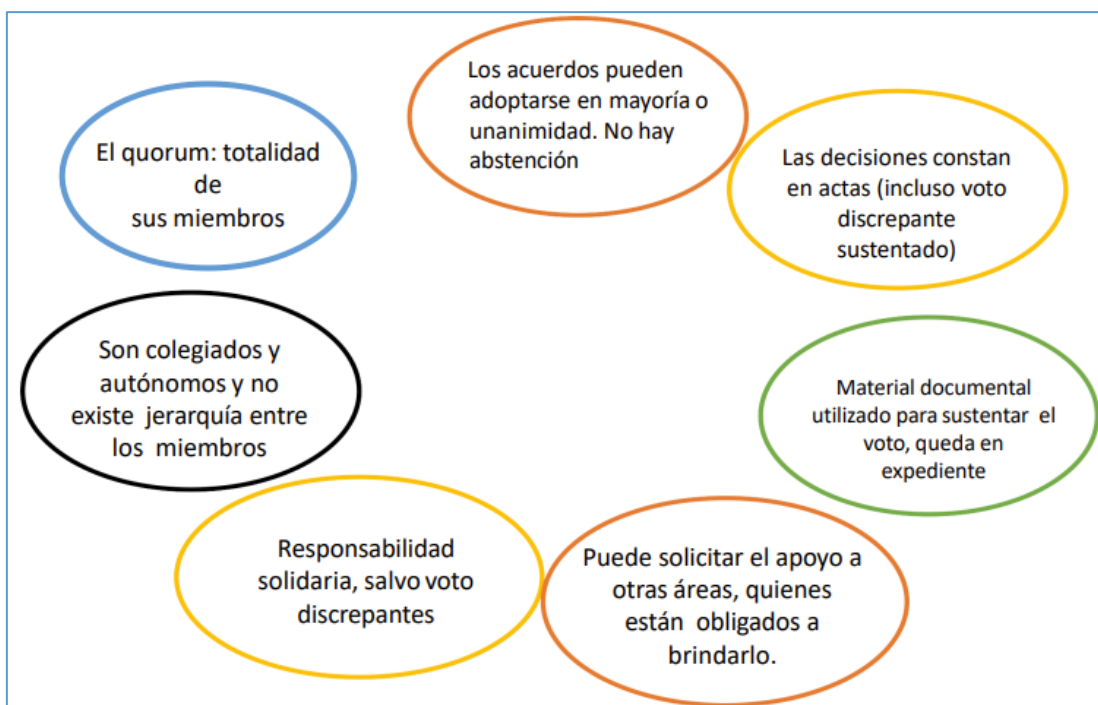 Los acuerdos pueden
adoptarse en mayoría o
unanimidad. No hay
abstención
El quorum: totalidad
de
sus miembros
Las decisiones constan
en actas (incluso voto
discrepante
sustentado)
Son colegiados y
autónomos y no
existe jerarquía entre
los miembros
Material documental
utilizado para sustentar el
voto, queda en
expediente
Responsabilidad
solidaria, salvo voto
discrepantes
Puede solicitar el apoyo a
otras áreas, quienes
están obligados a
brindarlo.